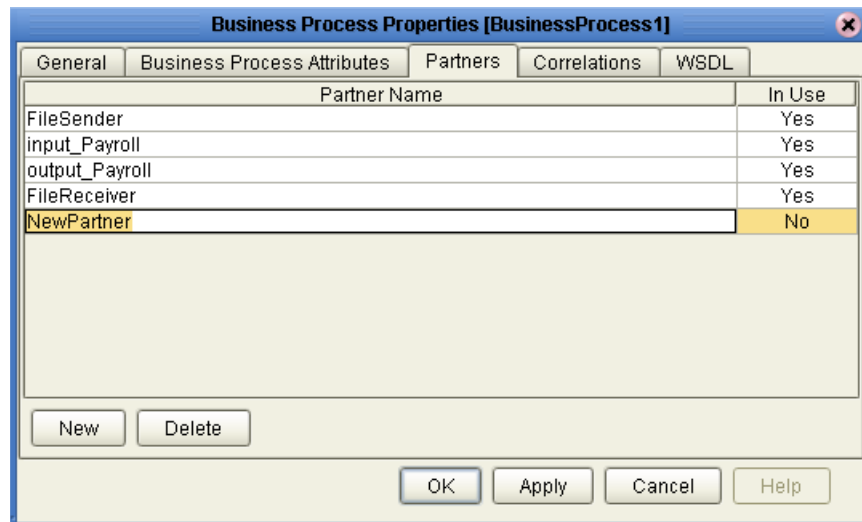 Business Process Properties [BusinessProcess1]
General Business Process Attributes Partners Correlations WSDL
Partner Name In Use
FileSender Yes
input_Payroll Yes
output_Payroll Yes
FileReceiver Yes
NewPartner No
New Delete
OK Apply Cancel Help